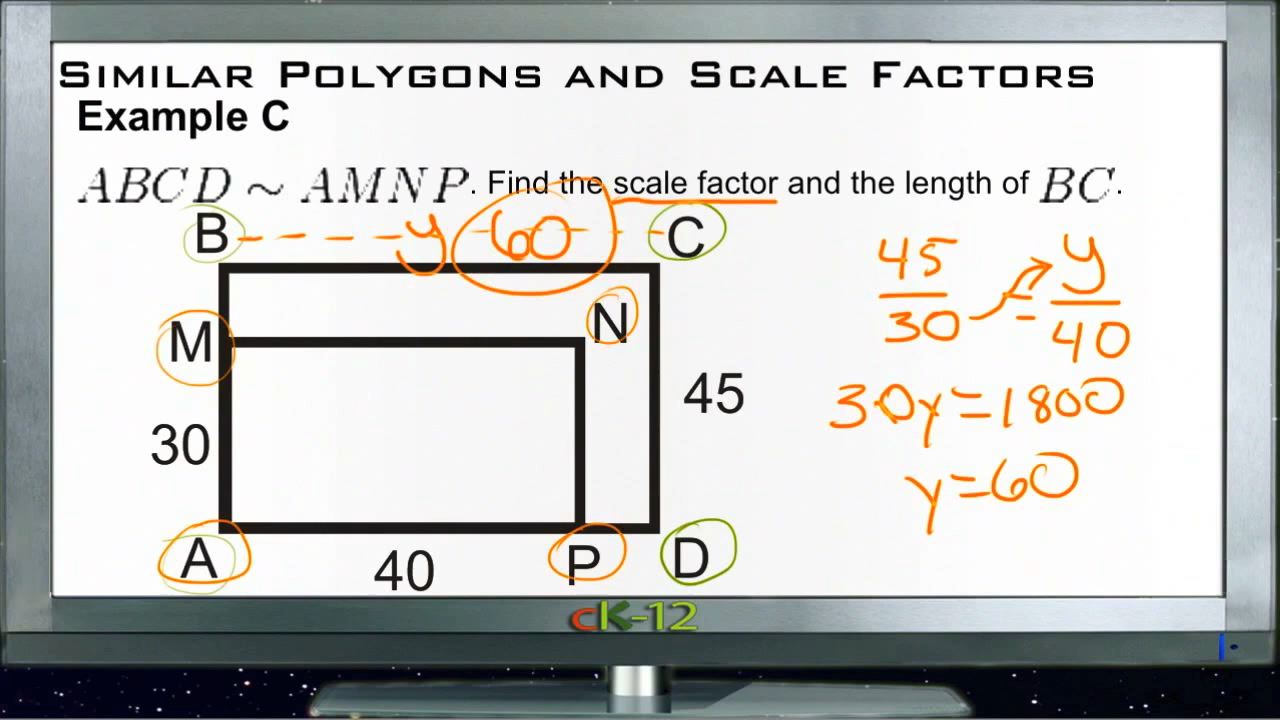 SIMILAR POLYGONS AND SCALE FACTORS
Example C
ABCD ~ AMNP. Find the scale factor and the length of BC.
B y 60 C
45/30 = y/40
M N
30y=1800
30 45
y=60
A 40 P D
cK-12